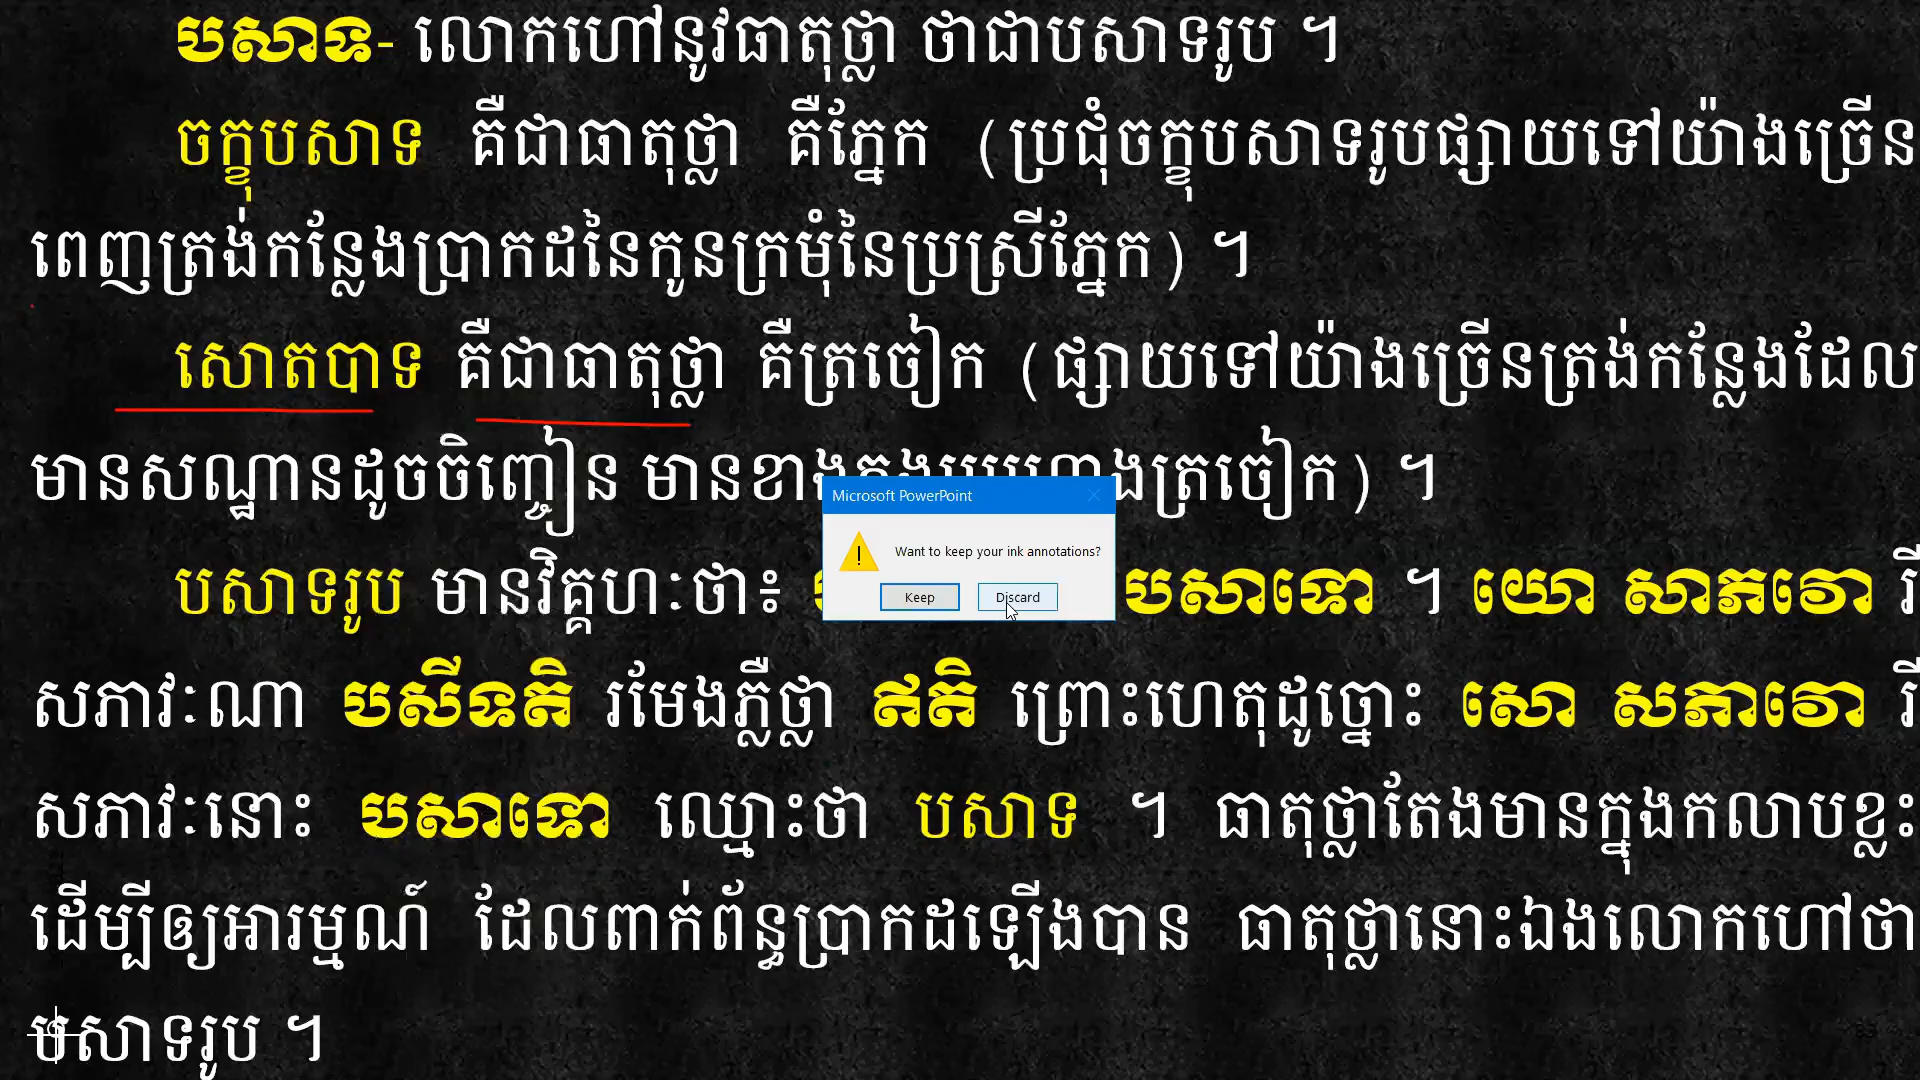 បសាទ- លោកហៅនូវធាតុថ្លា ថាជាបសាទរូប ។
ចក្ខុបសាទ គឺជាធាតុថ្លា គឺភ្នែក (ប្រជុំចក្ខុបសាទរូបផ្សាយទៅយ៉ាងច្រើន
ពេញត្រង់កន្លែងប្រាកដនៃកូនក្រមុំនៃប្រស្រីភ្នែក) ។
សោតបាទ គឺជាធាតុថ្លា គឺត្រចៀក (ផ្សាយទៅយ៉ាងច្រើនត្រង់កន្លែងដែល
មានសណ្ឋានដូចចិញ្ចៀន មានខាង ត្រចៀក) ។
Microsoft PowerPoint
Want to keep your ink annotations?
Keep Discard
បសាទរូប មានវិគ្គហៈថា៖ បសាទោ ។ យោ សាភវោ រី
សភាវៈណា បសីទតិ រមែងភ្លឺថ្លា ឥតិ ព្រោះហេតុដូច្នោះ សោ សភាវោ រី
សភាវៈនោះ បសាទោ ឈ្មោះថា បសាទ ។ ធាតុថ្លាតែងមានក្នុងកលាបខ្លះ
ដើម្បីឲ្យអារម្មណ៍ ដែលពាក់ព័ន្ធប្រាកដឡើងបាន ធាតុថ្លានោះឯងលោកហៅថា
បសាទរូប ។